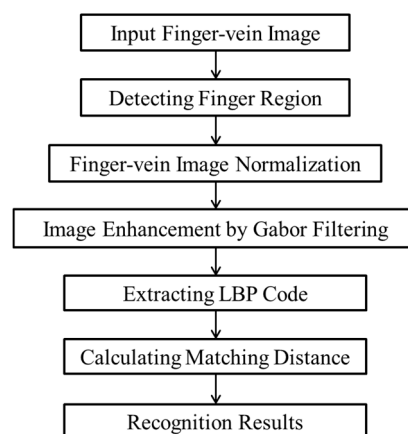 Input Finger-vein Image
Detecting Finger Region
Finger-vein Image Normalization
Image Enhancement by Gabor Filtering
Extracting LBP Code
Calculating Matching Distance
Recognition Results